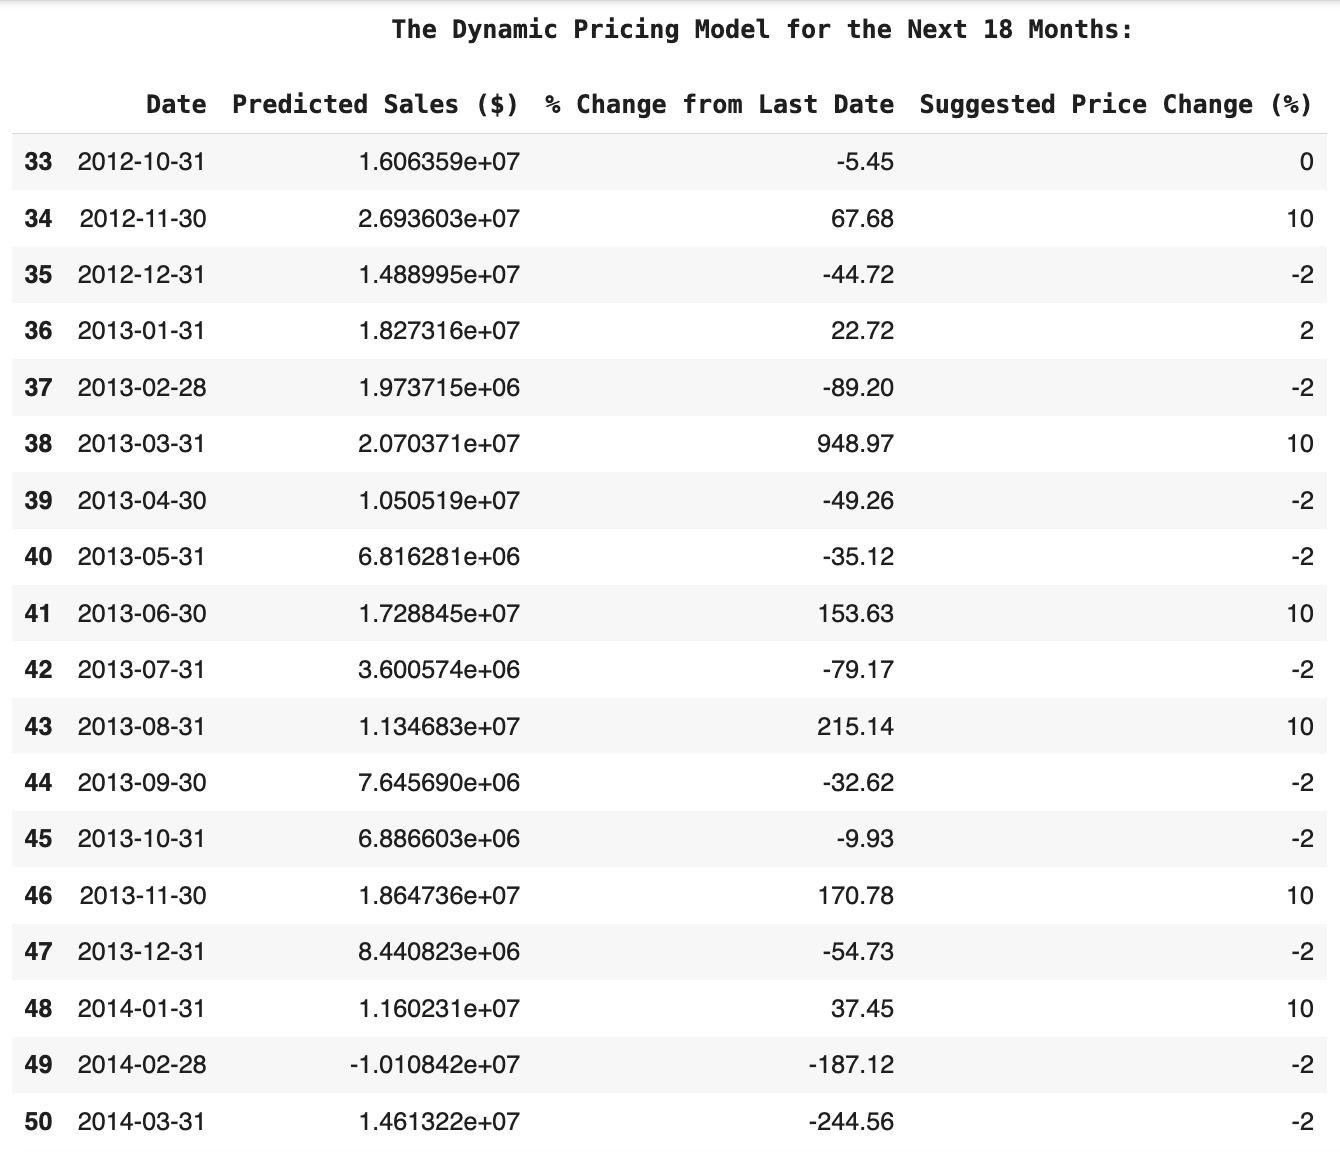 The Dynamic Pricing Model for the Next 18 Months:
Date Predicted Sales ($) % Change from Last Date Suggested Price Change (%)
33 2012-10-31 1.606359e+07 -5.45 0
34 2012-11-30 2.693603e+07 67.68 10
35 2012-12-31 1.488995e+07 -44.72 -2
36 2013-01-31 1.827316e+07 22.72 2
37 2013-02-28 1.973715e+06 -89.20 -2
38 2013-03-31 2.070371e+07 948.97 10
39 2013-04-30 1.050519e+07 -49.26 -2
40 2013-05-31 6.816281e+06 -35.12 -2
41 2013-06-30 1.728845e+07 153.63 10
42 2013-07-31 3.600574e+06 -79.17 -2
43 2013-08-31 1.134683e+07 215.14 10
44 2013-09-30 7.645690e+06 -32.62 -2
45 2013-10-31 6.886603e+06 -9.93 -2
46 2013-11-30 1.864736e+07 170.78 10
47 2013-12-31 8.440823e+06 -54.73 -2
48 2014-01-31 1.160231e+07 37.45 10
49 2014-02-28 -1.010842e+07 -187.12 -2
50 2014-03-31 1.461322e+07 -244.56 -2